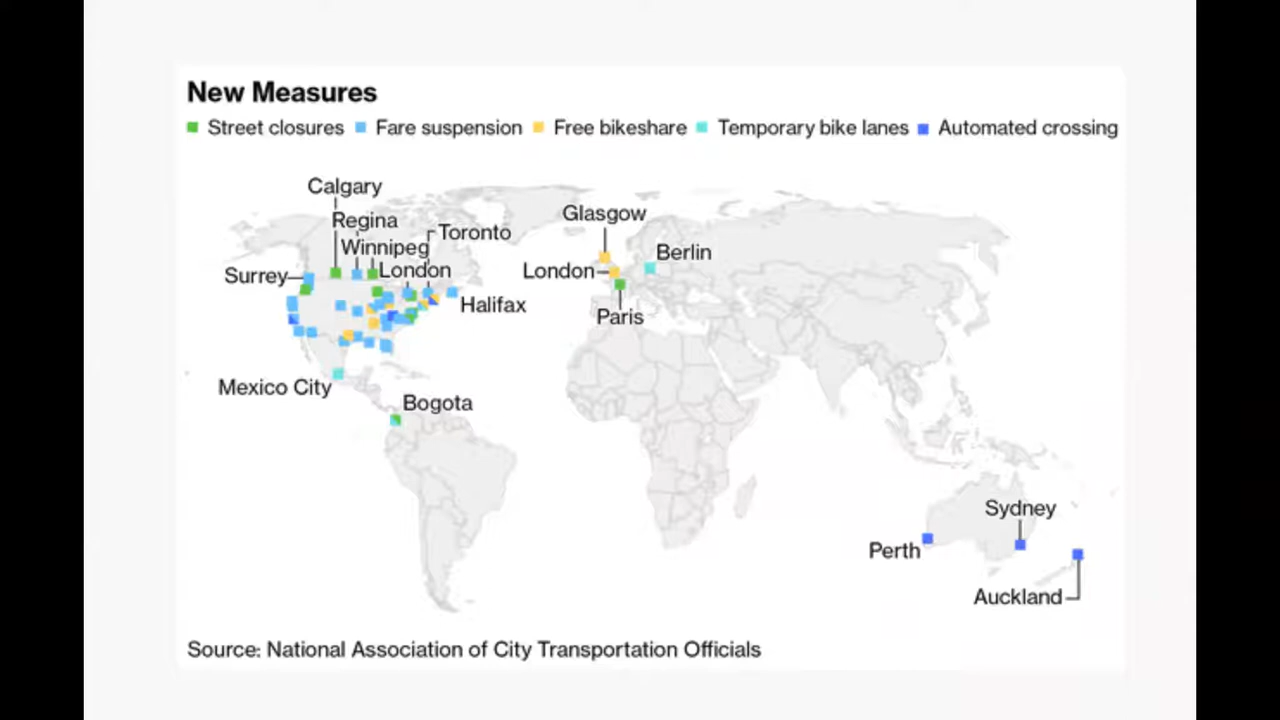 New Measures
Street closures Fare suspension Free bikeshare Temporary bike lanes Automated crossing
Calgary
Regina
Toronto
Winnipeg
London
Surrey
Halifax
Glasgow
Berlin
London
Paris
Mexico City
Bogota
Sydney
Perth
Auckland
Source: National Association of City Transportation Officials